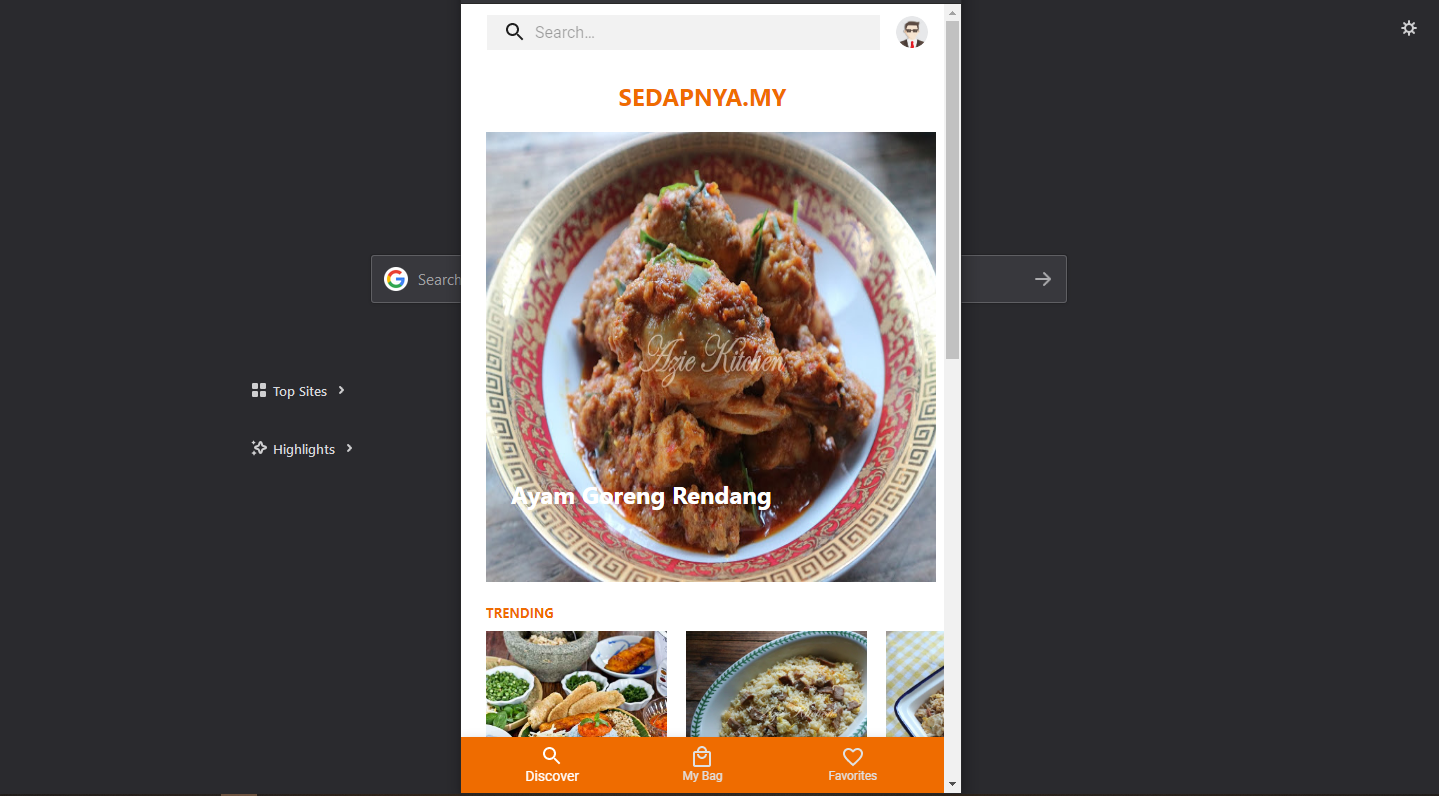 Search...
SEDAPNYA.MY
Search
Top Sites
Highlights
Azie Kitchen
Ayam Goreng Rendang
TRENDING
Discover
My Bag
Favorites